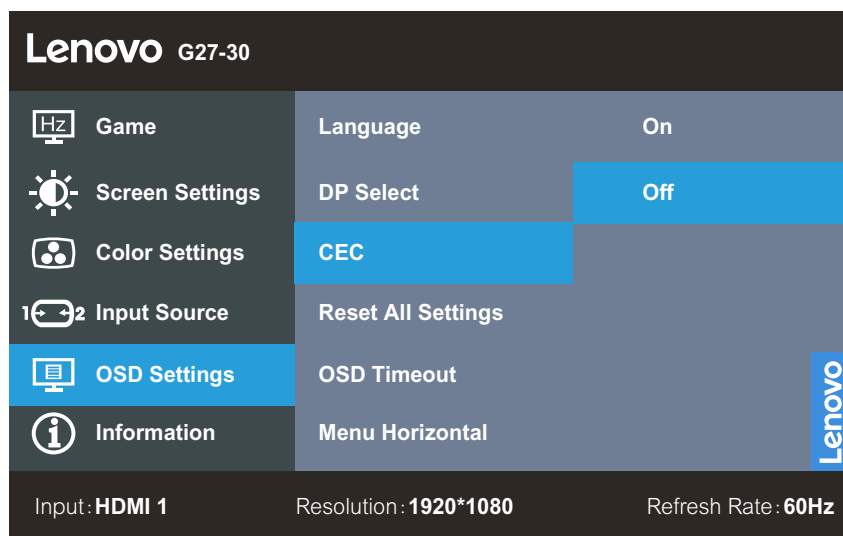 Lenovo G27-30
Hz Game Language On
Screen Settings DP Select Off
Color Settings CEC
1 2 Input Source Reset All Settings
OSD Settings OSD Timeout
Information Menu Horizontal
Lenovo
Input: HDMI 1 Resolution: 1920*1080 Refresh Rate: 60Hz